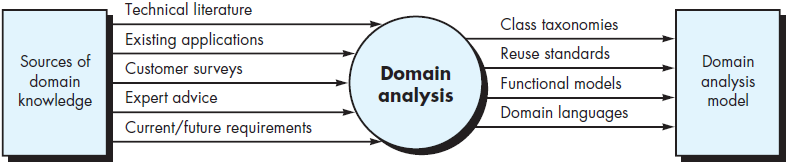 Sources of
domain
knowledge
Technical literature
Existing applications
Customer surveys
Expert advice
Current/future requirements
Domain
analysis
Class taxonomies
Reuse standards
Functional models
Domain languages
Domain
analysis
model